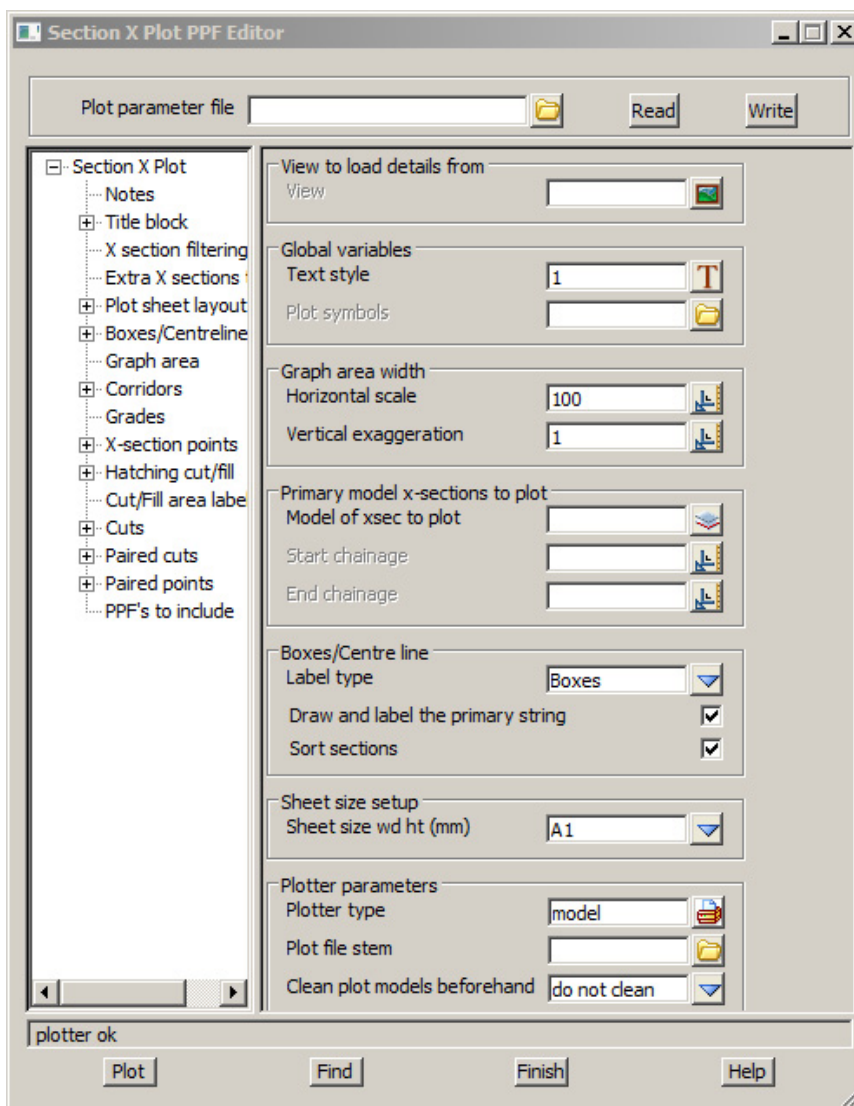 Section X Plot PPF Editor
Plot parameter file Read Write
Section X Plot
Notes
Title block
X section filtering
Extra X sections
Plot sheet layout
Boxes/Centreline
Graph area
Corridors
Grades
X-section points
Hatching cut/fill
Cut/Fill area labe
Cuts
Paired cuts
Paired points
PPF's to include
View to load details from
View
Global variables
Text style 1
Plot symbols
Graph area width
Horizontal scale 100
Vertical exaggeration 1
Primary model x-sections to plot
Model of xsec to plot
Start chainage
End chainage
Boxes/Centre line
Label type Boxes
Draw and label the primary string
Sort sections
Sheet size setup
Sheet size wd ht (mm) A1
Plotter parameters
Plotter type model
Plot file stem
Clean plot models beforehand do not clean
plotter ok
Plot Find Finish Help